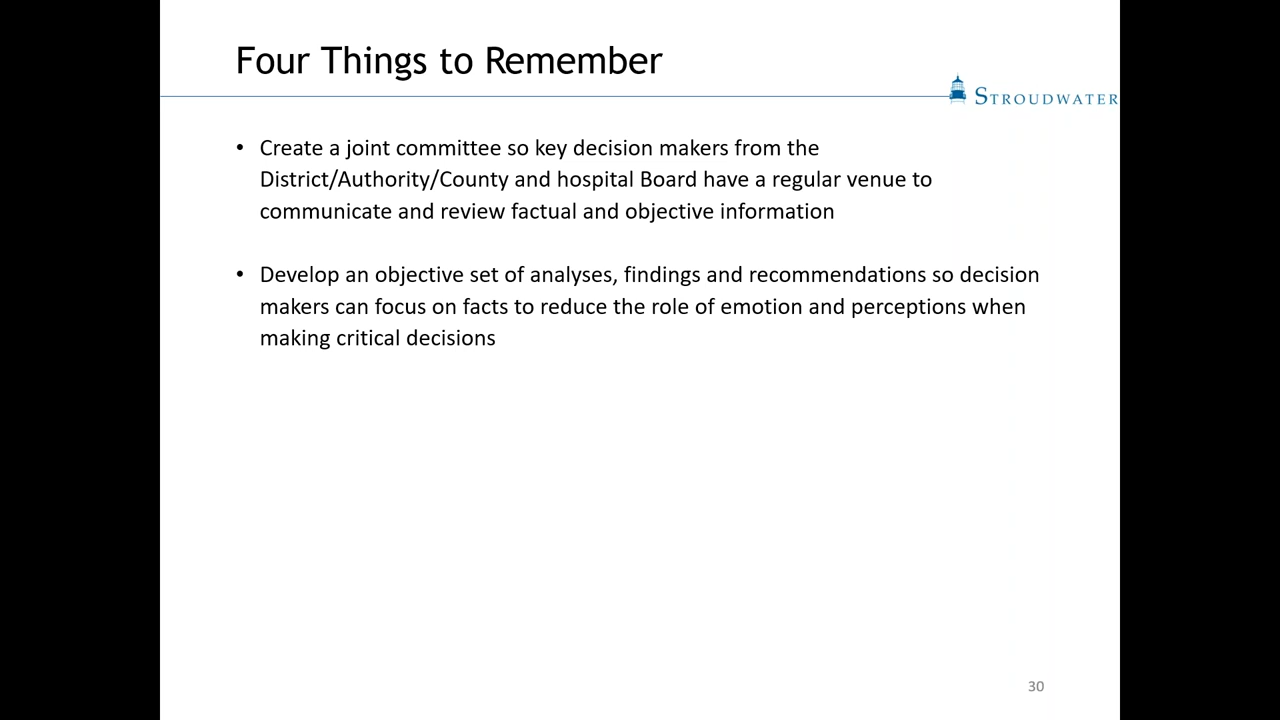 Four Things to Remember
STROUDWATER
• Create a joint committee so key decision makers from the
District/Authority/County and hospital Board have a regular venue to
communicate and review factual and objective information
• Develop an objective set of analyses, findings and recommendations so decision
makers can focus on facts to reduce the role of emotion and perceptions when
making critical decisions
30